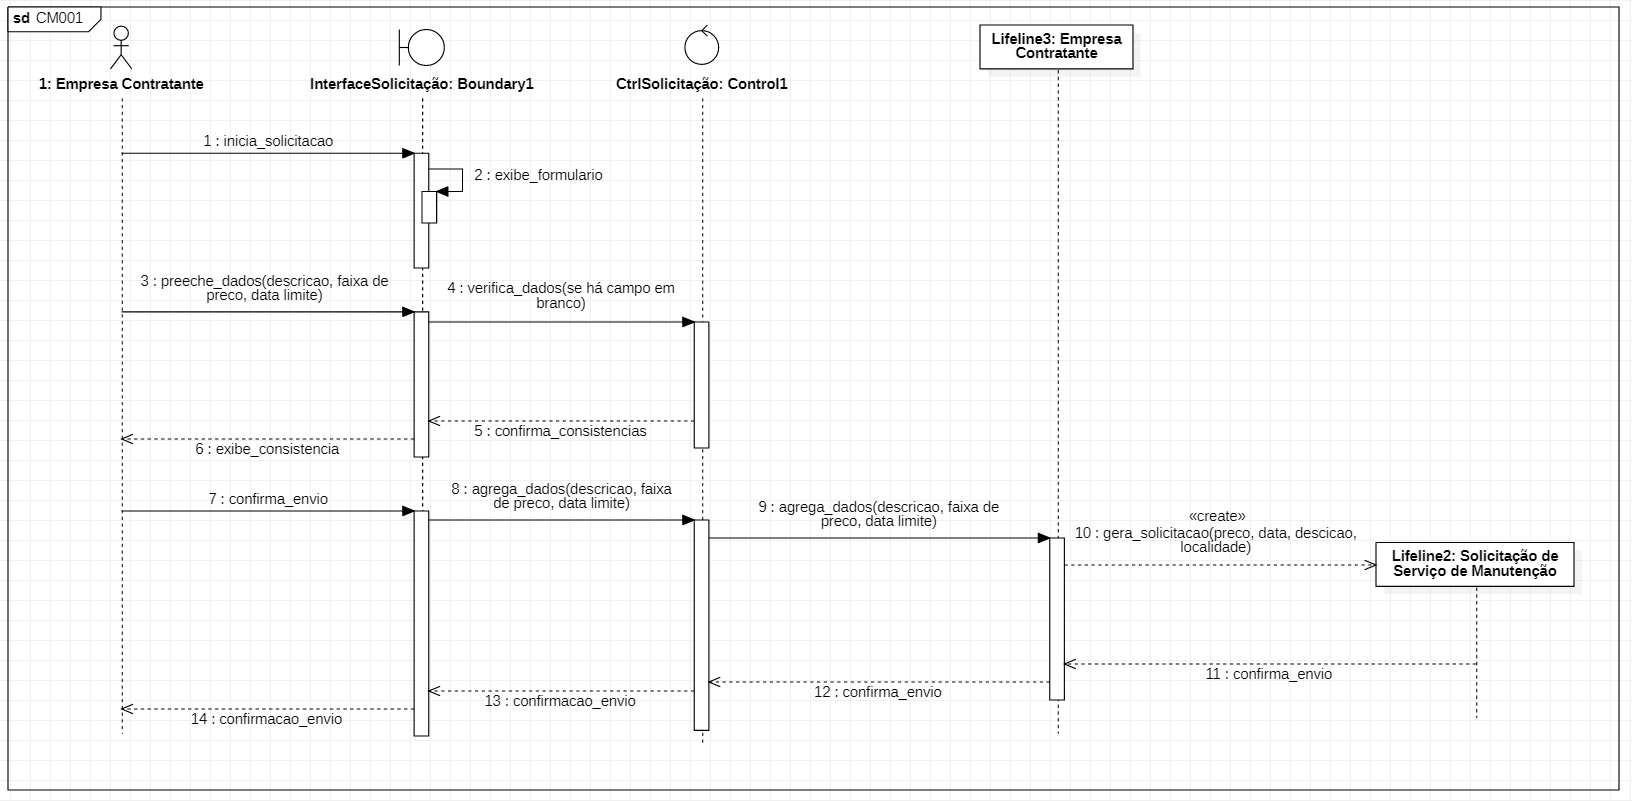 sd CM001
1: Empresa Contratante
InterfaceSolicitação: Boundary1
CtrlSolicitação: Control1
Lifeline3: Empresa
Contratante
1 : inicia_solicitacao
2 : exibe_formulario
3 : preeche_dados(descricao, faixa de
preco, data limite)
4 : verifica_dados(se há campo em
branco)
5 : confirma_consistencias
6 : exibe_consistencia
7 : confirma_envio
8 : agrega_dados(descricao, faixa
de preco, data limite)
9 : agrega_dados(descricao, faixa de
preco, data limite)
«create»
10 : gera_solicitacao(preco, data, descicao,
localidade)
Lifeline2: Solicitação de
Serviço de Manutenção
11 : confirma_envio
12 : confirma_envio
13 : confirmacao_envio
14 : confirmacao_envio